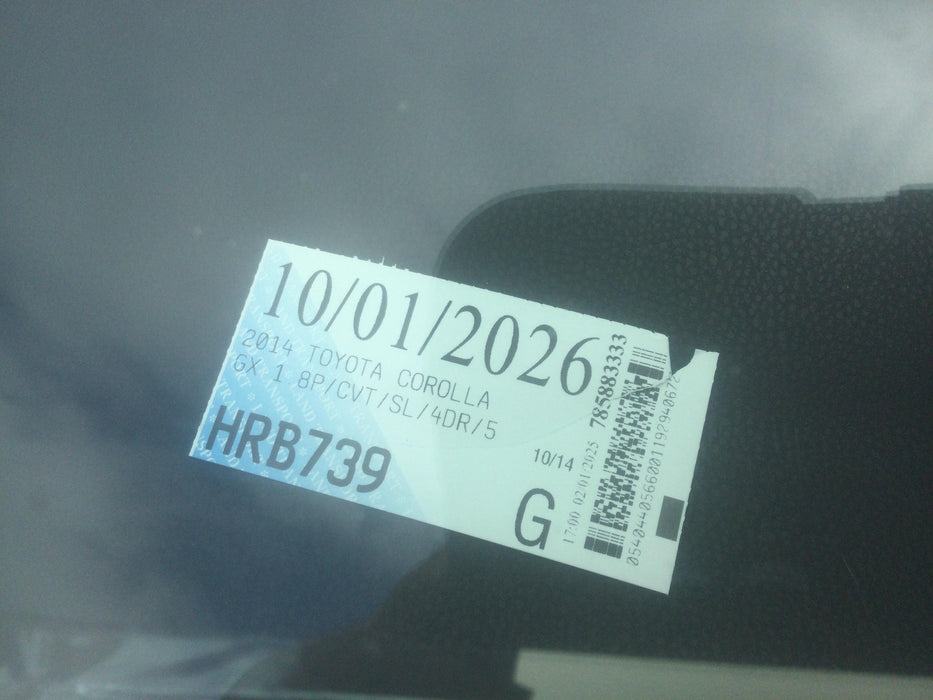 10/01/2026
2014 TOYOTA COROLLA
GX 1 8P/CVT/SL/4DR/5
HRB739
10/14
G
17:00 02/01/2025 785883333